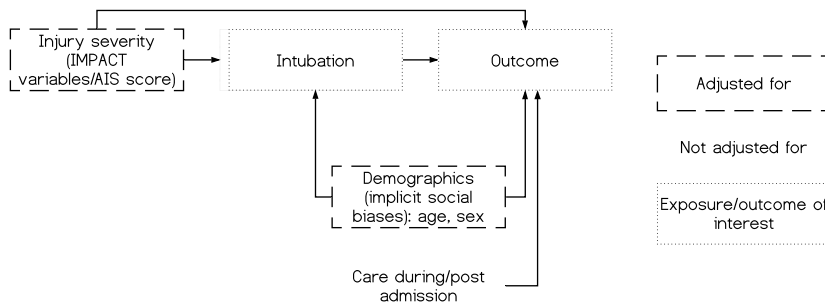 Injury severity
(IMPACT
variables/AIS score)
Intubation
Outcome
Adjusted for
Not adjusted for
Demographics
(implicit social
biases): age, sex
Exposure/outcome of
interest
Care during/post
admission